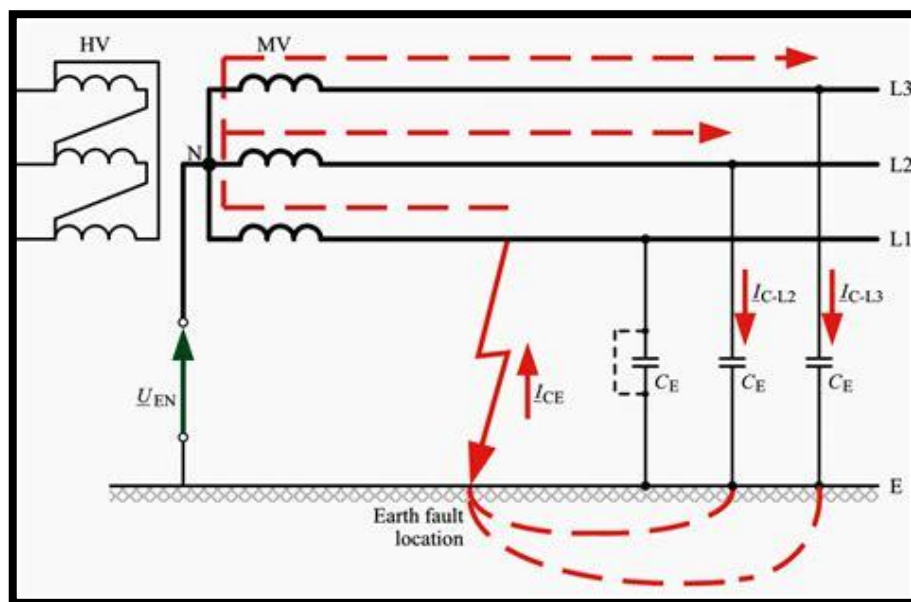 HV
MV
L3
N
L2
L1
I_C-L2
I_C-L3
U_EN
I_CE
C_E
C_E
C_E
E
Earth fault
location